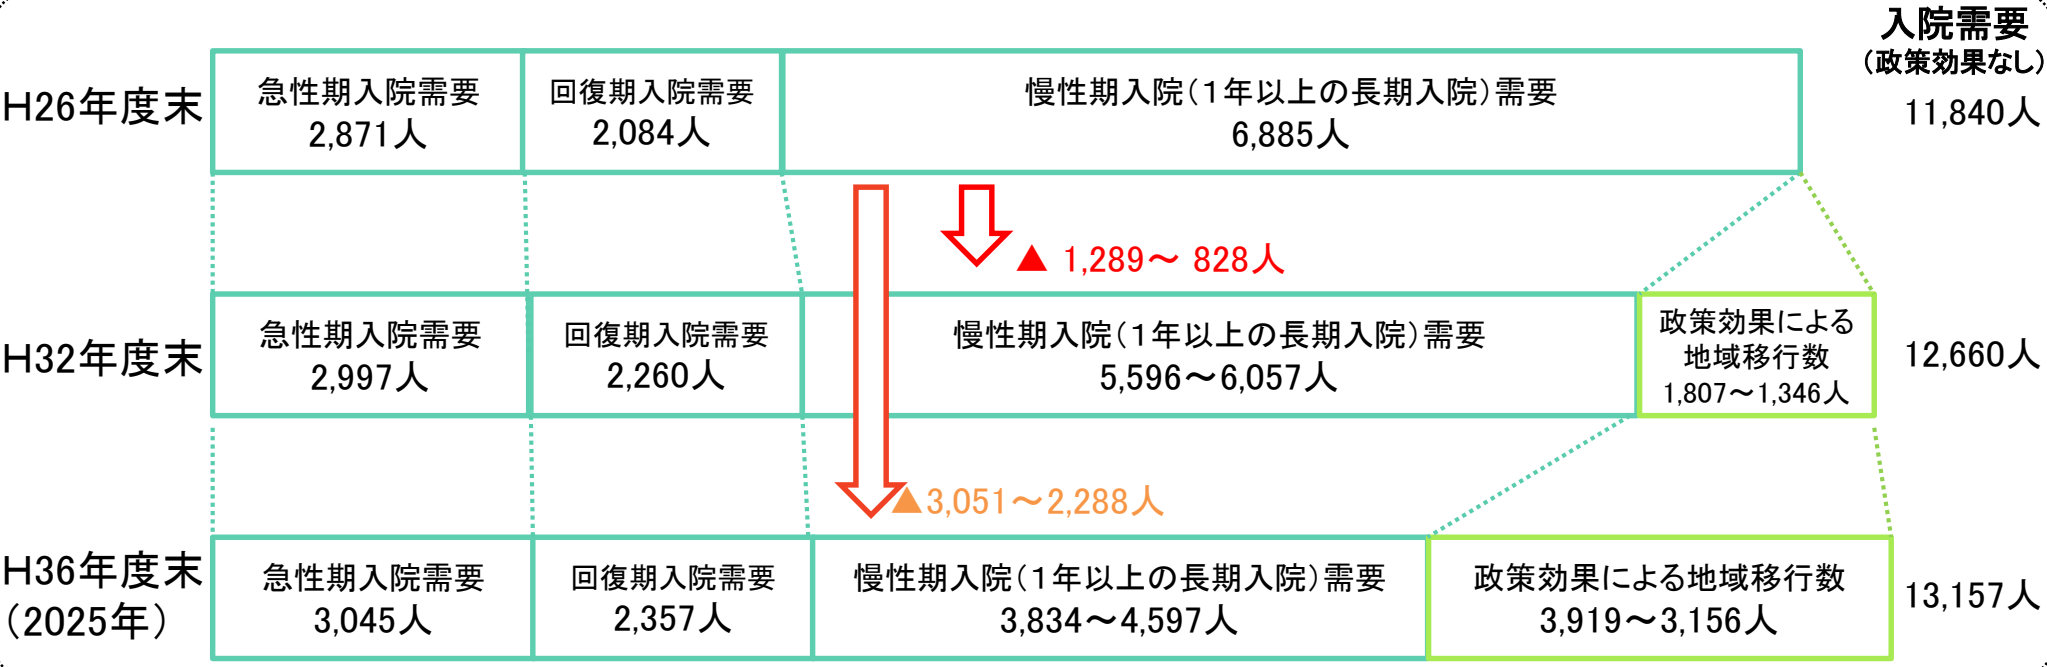 入院需要
（政策効果なし）
H26年度末
急性期入院需要
2,871人
回復期入院需要
2,084人
慢性期入院（１年以上の長期入院）需要
6,885人
11,840人
▲ 1,289～ 828人
H32年度末
急性期入院需要
2,997人
回復期入院需要
2,260人
慢性期入院（１年以上の長期入院）需要
5,596～6,057人
政策効果による
地域移行数
1,807～1,346人
12,660人
▲3,051～2,288人
H36年度末
（2025年）
急性期入院需要
3,045人
回復期入院需要
2,357人
慢性期入院（１年以上の長期入院）需要
3,834～4,597人
政策効果による地域移行数
3,919～3,156人
13,157人